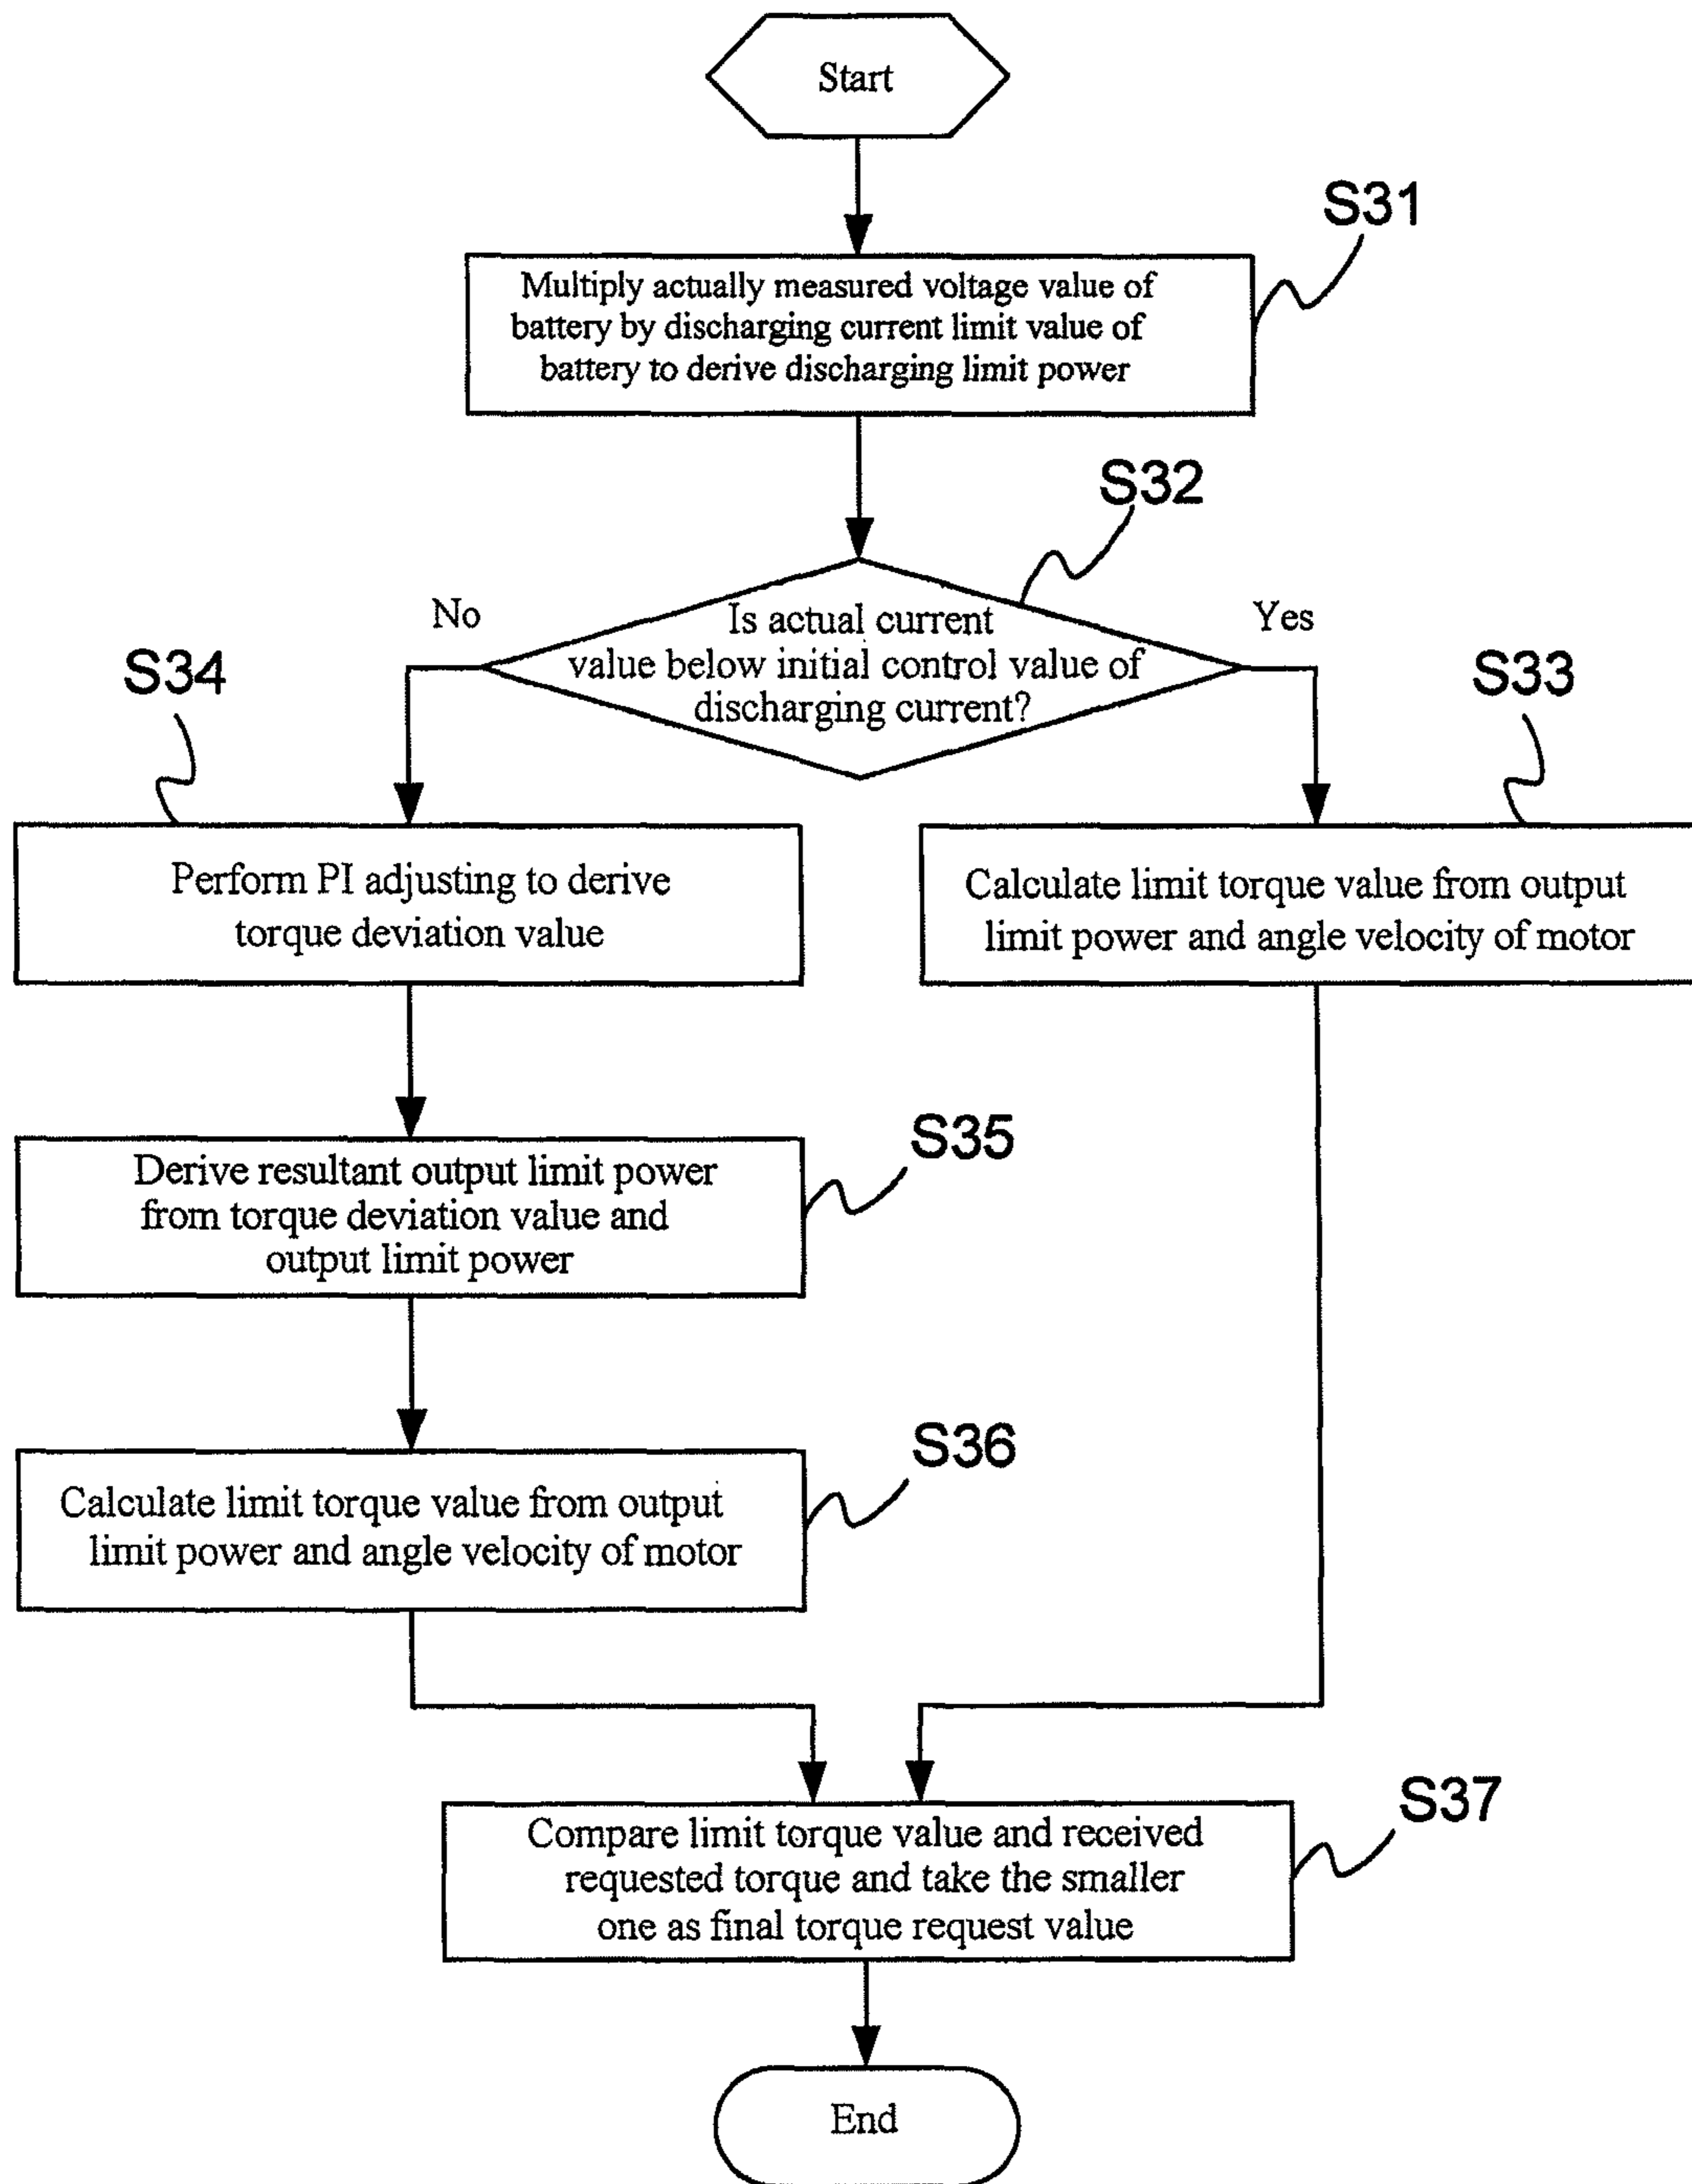 Start
S31
Multiply actually measured voltage value of
battery by discharging current limit value of
battery to derive discharging limit power
S32
No
Is actual current
value below initial control value of
discharging current?
Yes
S34
S33
Perform PI adjusting to derive
torque deviation value
Calculate limit torque value from output
limit power and angle velocity of motor
S35
Derive resultant output limit power
from torque deviation value and
output limit power
S36
Calculate limit torque value from output
limit power and angle velocity of motor
S37
Compare limit torque value and received
requested torque and take the smaller
one as final torque request value
End